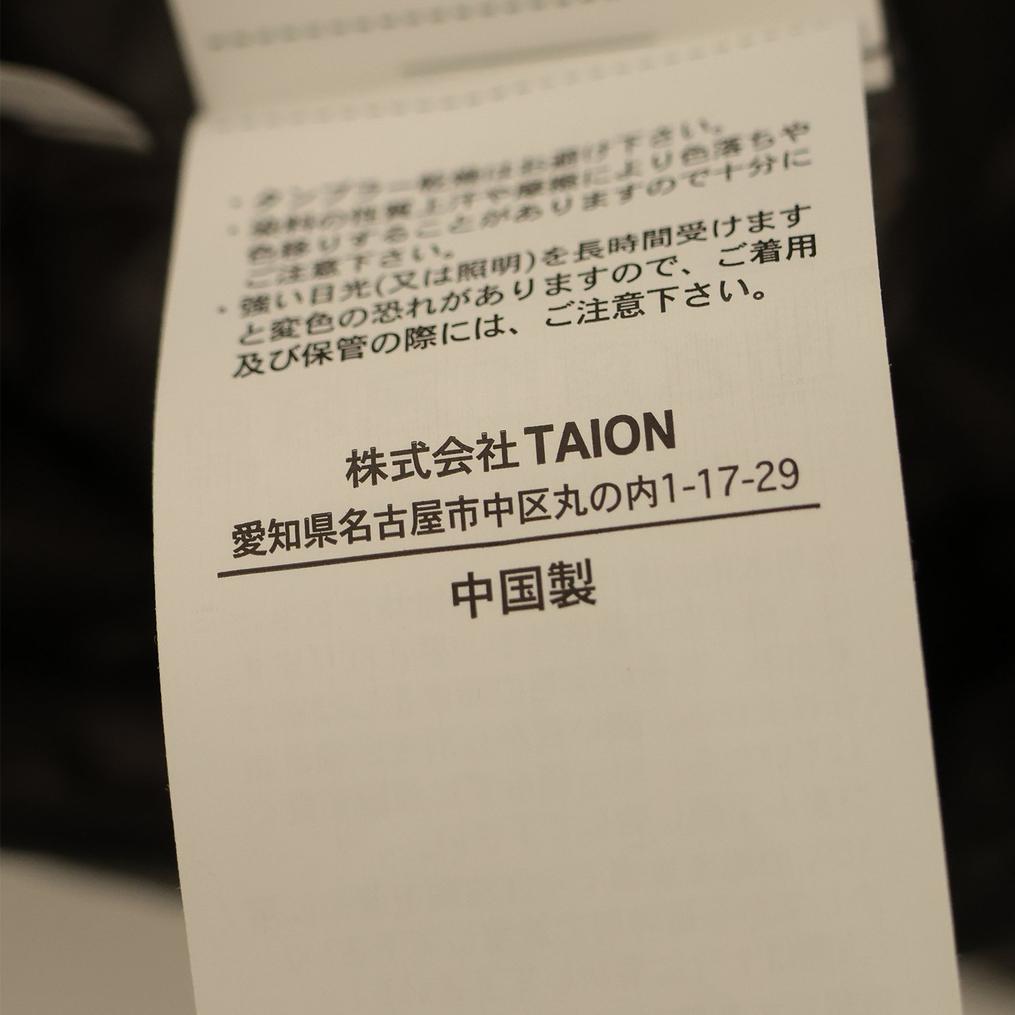 ・タンブラー乾燥はお避け下さい。
・染料の性質上汗や摩擦により色落ちや
色移りすることがありますので十分に
ご注意下さい。
・強い日光(又は照明)を長時間受けます
と変色の恐れがありますので、ご着用
及び保管の際には、ご注意下さい。
株式会社TAION
愛知県名古屋市中区丸の内1-17-29
中国製